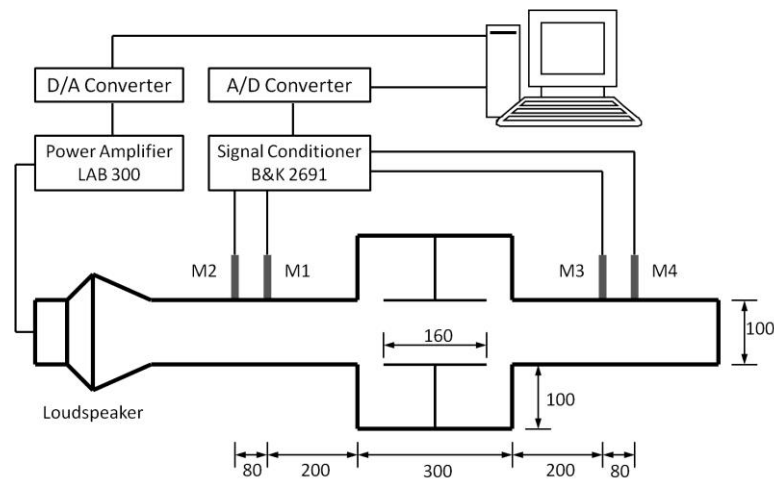 D/A Converter
A/D Converter
Power Amplifier
LAB 300
Signal Conditioner
B&K 2691
M2
M1
M3
M4
160
100
Loudspeaker
100
80
200
300
200
80